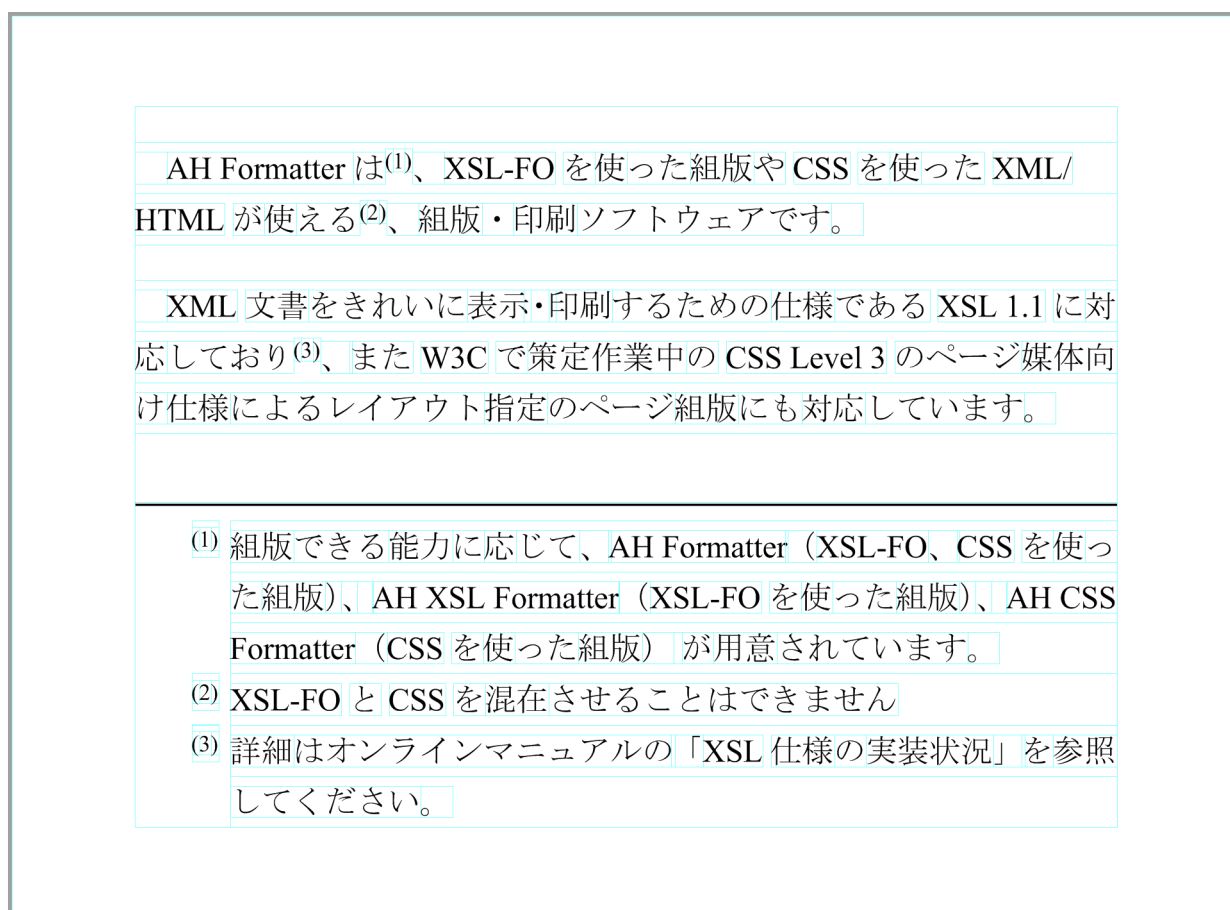 AH Formatter は(1)、XSL-FO を使った組版や CSS を使った XML/
HTML が使える(2)、組版・印刷ソフトウェアです。
XML 文書をきれいに表示・印刷するための仕様である XSL 1.1 に対
応しており(3)、また W3C で策定作業中の CSS Level 3 のページ媒体向
け仕様によるレイアウト指定のページ組版にも対応しています。
(1) 組版できる能力に応じて、AH Formatter（XSL-FO、CSS を使っ
た組版）、AH XSL Formatter（XSL-FO を使った組版）、AH CSS
Formatter（CSS を使った組版） が用意されています。
(2) XSL-FO と CSS を混在させることはできません
(3) 詳細はオンラインマニュアルの「XSL 仕様の実装状況」を参照
してください。